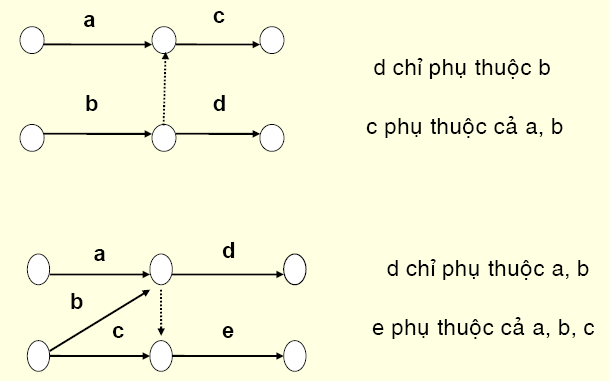 a c
d chỉ phụ thuộc b
b d
c phụ thuộc cả a, b
a d
d chỉ phụ thuộc a, b
b
c e
e phụ thuộc cả a, b, c